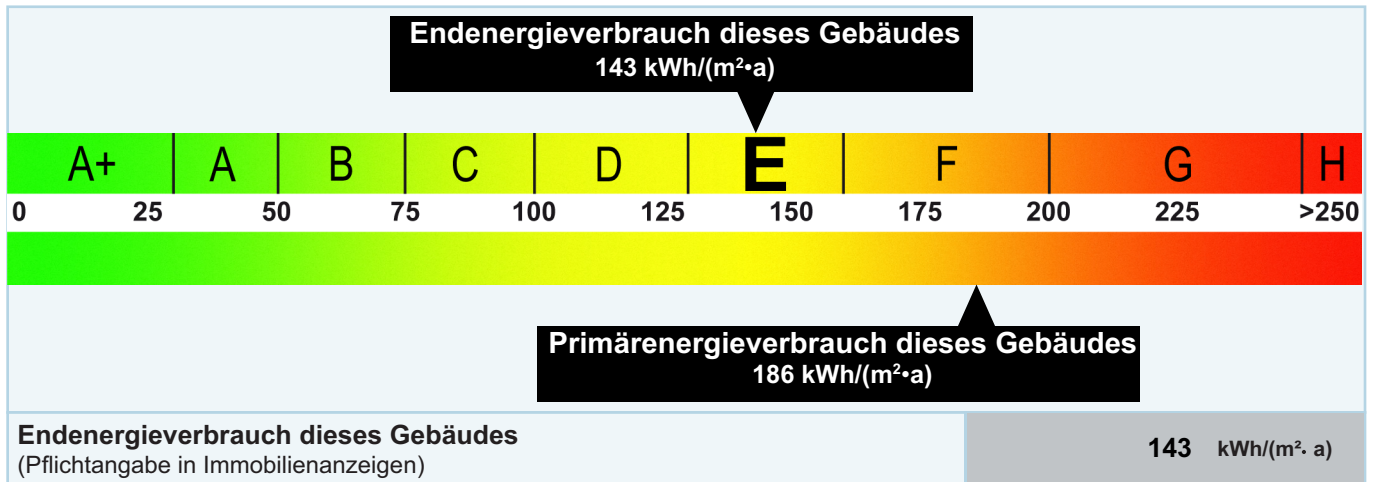 Endenergieverbrauch dieses Gebäudes
143 kWh/(m²•a)
A+ A B C D E F G H
0 25 50 75 100 125 150 175 200 225 >250
Primärenergieverbrauch dieses Gebäudes
186 kWh/(m²•a)
Endenergieverbrauch dieses Gebäudes
(Pflichtangabe in Immobilienanzeigen)
143 kWh/(m²· a)